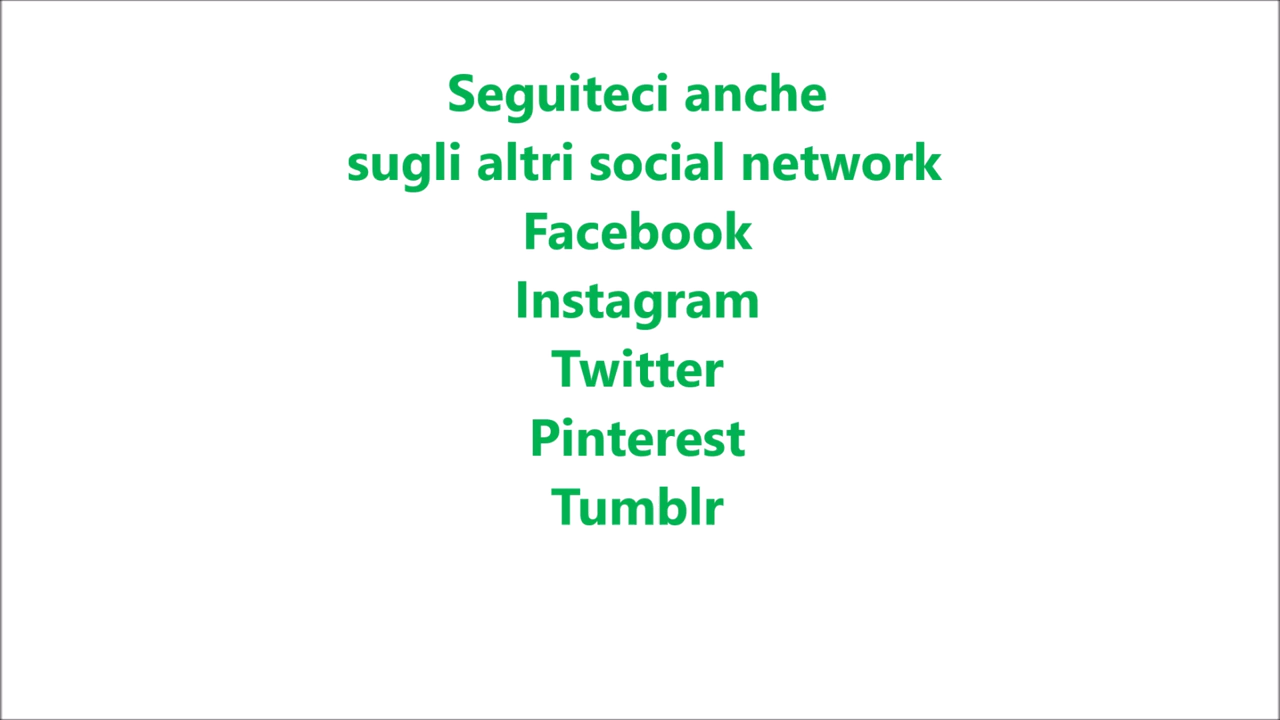 Seguiteci anche
sugli altri social network
Facebook
Instagram
Twitter
Pinterest
Tumblr